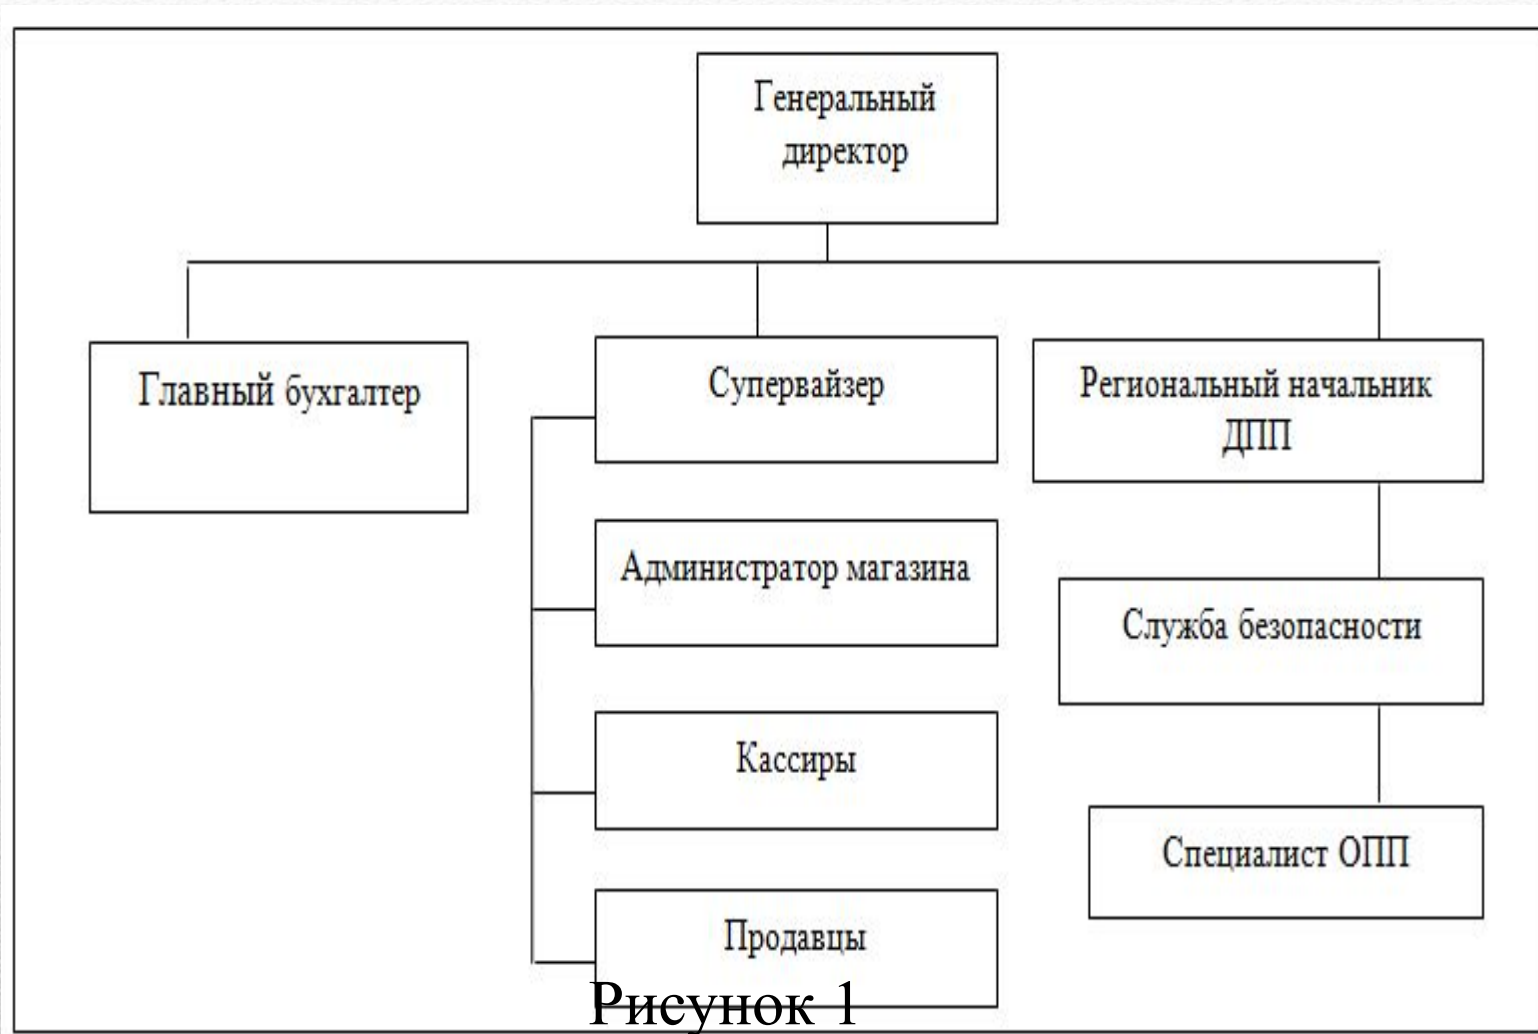 Генеральный
директор
Главный бухгалтер
Супервайзер
Региональный начальник
ДПП
Администратор магазина
Служба безопасности
Кассиры
Специалист ОПП
Продавцы
Рисунок 1